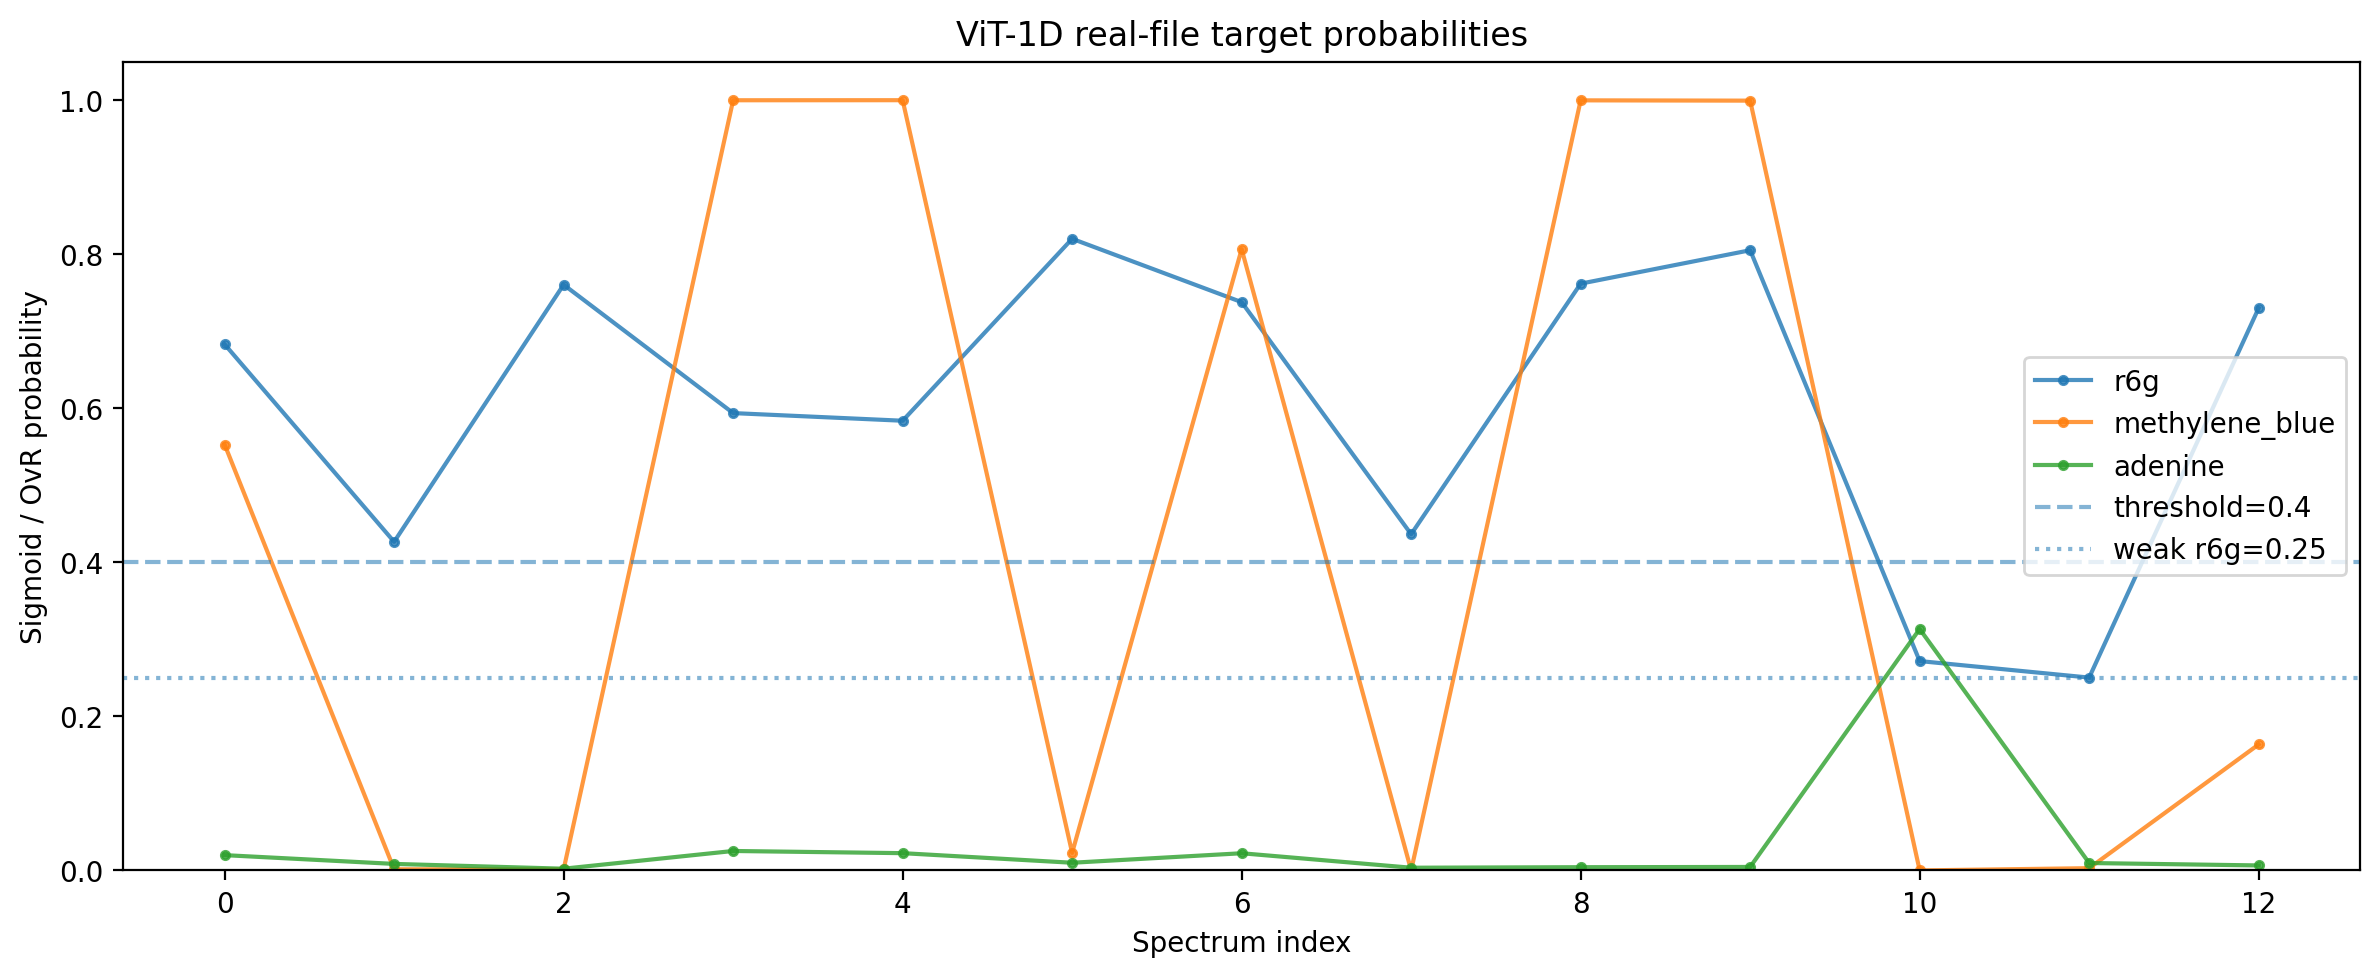 ViT-1D real-file target probabilities
Sigmoid / OvR probability
1.0
0.8
0.6
0.4
0.2
0.0
r6g
methylene_blue
adenine
threshold=0.4
weak r6g=0.25
0 2 4 6 8 10 12
Spectrum index